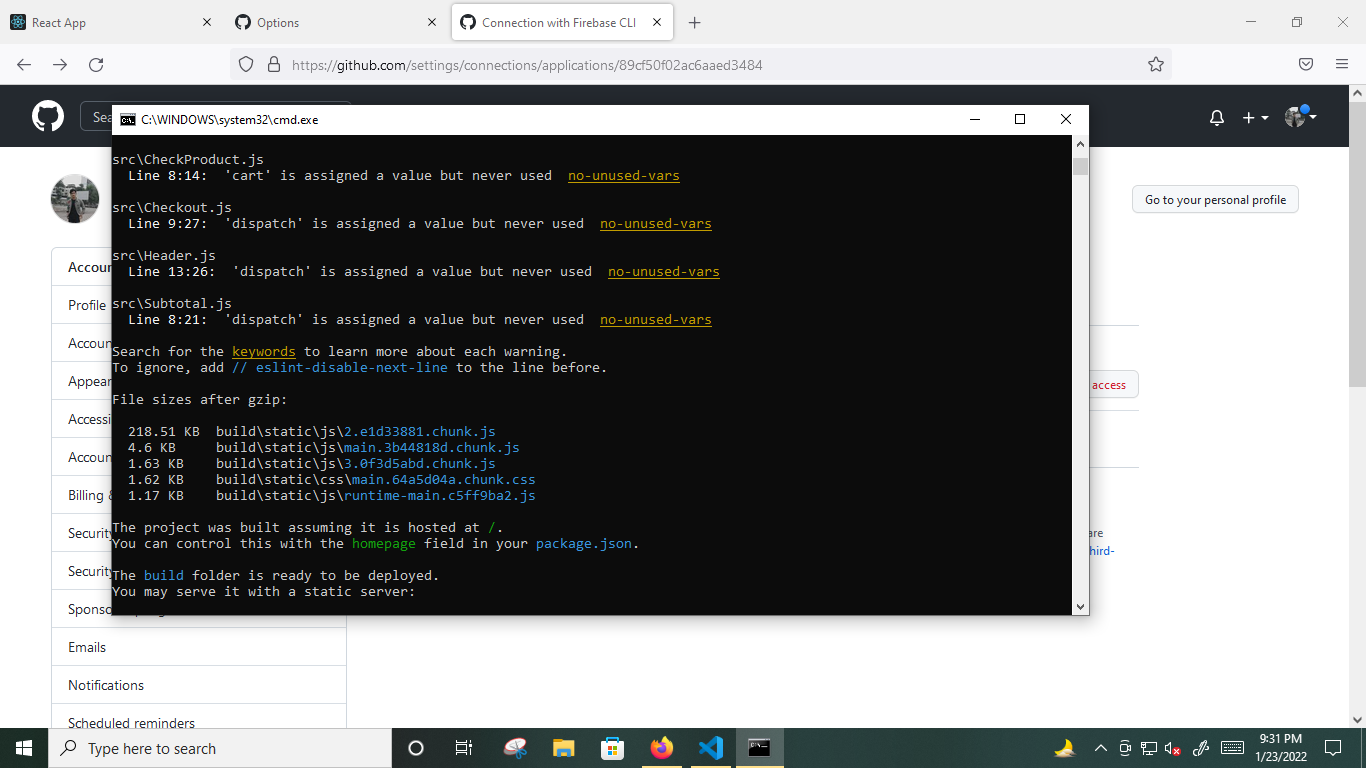 React App
Options
Connection with Firebase CLI
https://github.com/settings/connections/applications/89cf50f02ac6aaed3484
Sea
C:\WINDOWS\system32\cmd.exe
src\CheckProduct.js
Line 8:14: 'cart' is assigned a value but never used no-unused-vars
src\Checkout.js
Line 9:27: 'dispatch' is assigned a value but never used no-unused-vars
src\Header.js
Line 13:26: 'dispatch' is assigned a value but never used no-unused-vars
src\Subtotal.js
Line 8:21: 'dispatch' is assigned a value but never used no-unused-vars
Search for the keywords to learn more about each warning.
To ignore, add // eslint-disable-next-line to the line before.
File sizes after gzip:
218.51 KB build\static\js\2.e1d33881.chunk.js
4.6 KB build\static\js\main.3b44818d.chunk.js
1.63 KB build\static\js\3.0f3d5abd.chunk.js
1.62 KB build\static\css\main.64a5d04a.chunk.css
1.17 KB build\static\js\runtime-main.c5ff9ba2.js
The project was built assuming it is hosted at /.
You can control this with the homepage field in your package.json.
The build folder is ready to be deployed.
You may serve it with a static server:
Go to your personal profile
Accoun
Profile
Accoun
Appear
Accessi
Accoun
Billing &
Security
Security
Sponso
Emails
Notifications
Scheduled reminders
access
are
hird-
Type here to search
9:31 PM
1/23/2022